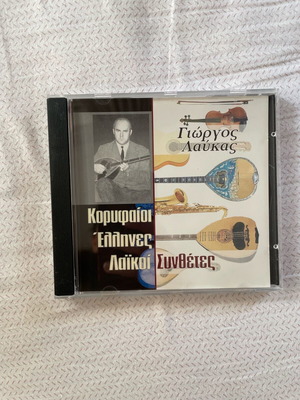 Γιώργος
Λαύκας
Κορυφαίοι
Έλληνες
Λαϊκοί Συνθέτες